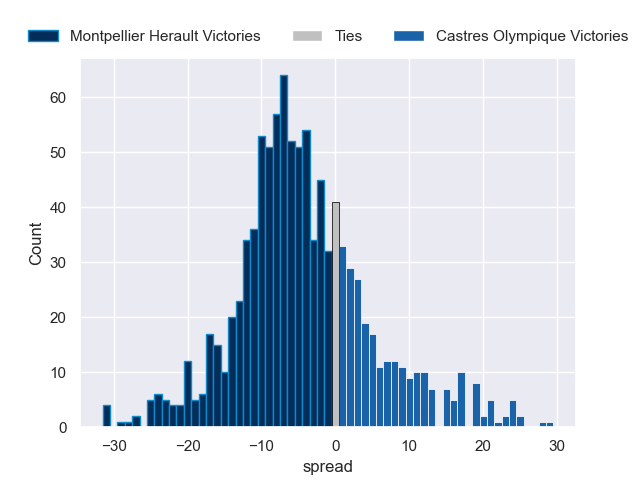 Montpellier Herault Victories Ties Castres Olympique Victories
60
50
40
30
20
10
0
Count
−30 −20 −10 0 10 20 30
spread